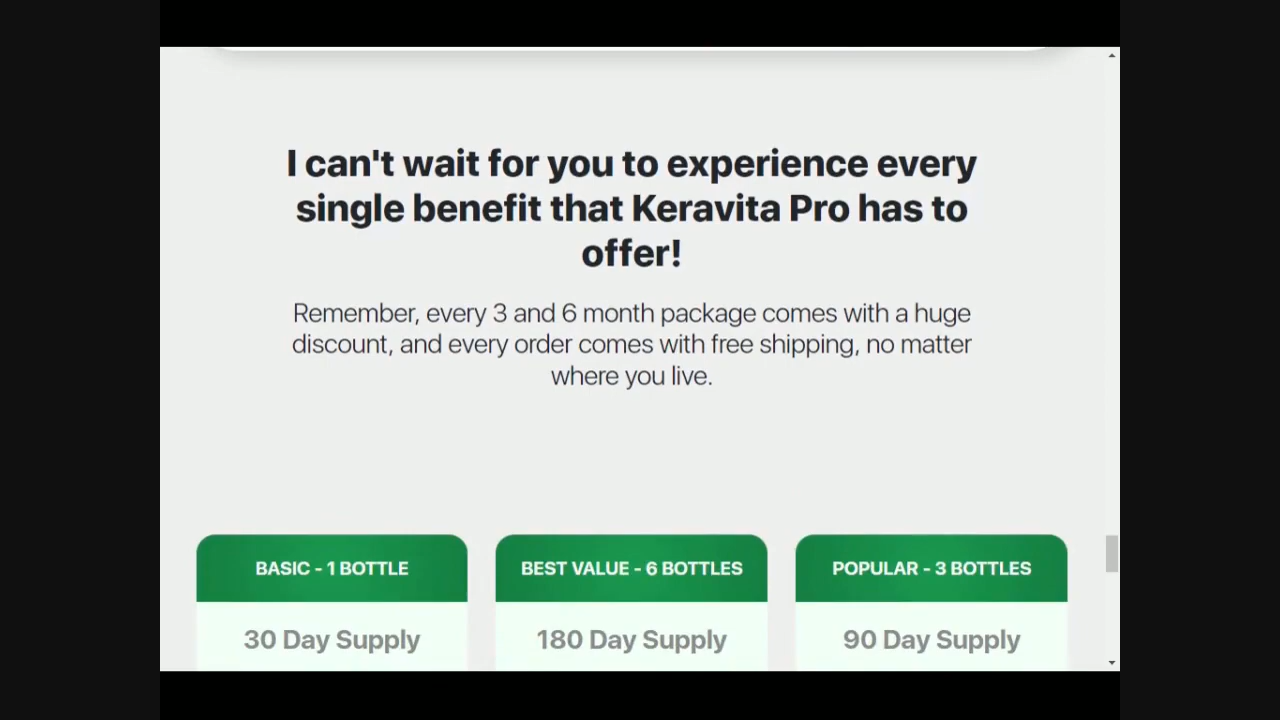 I can't wait for you to experience every
single benefit that Keravita Pro has to
offer!
Remember, every 3 and 6 month package comes with a huge
discount, and every order comes with free shipping, no matter
where you live.
BASIC - 1 BOTTLE
30 Day Supply
BEST VALUE - 6 BOTTLES
180 Day Supply
POPULAR - 3 BOTTLES
90 Day Supply